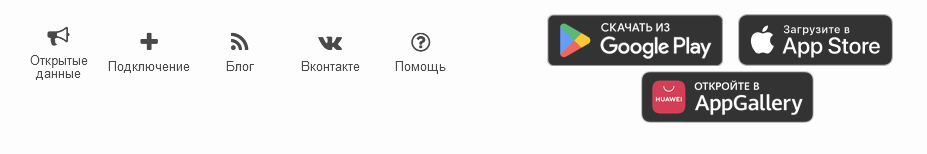 Открытые
данные
Подключение
Блог
Вконтакте
Помощь
СКАЧАТЬ ИЗ
Google Play
Загрузите в
App Store
HUAWEI
ОТКРОЙТЕ В
AppGallery